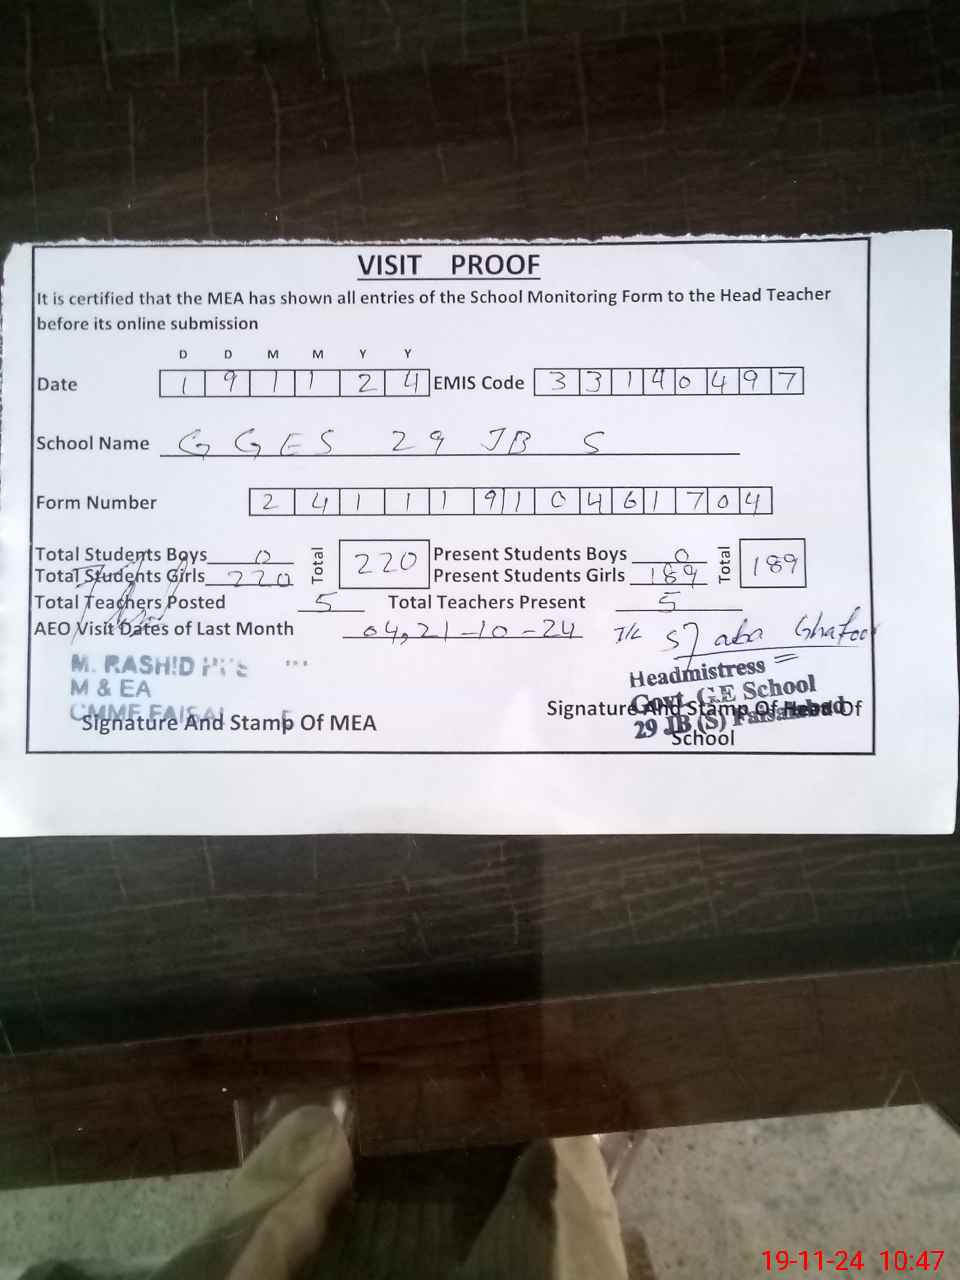 VISIT PROOF
It is certified that the MEA has shown all entries of the School Monitoring Form to the Head Teacher
before its online submission
D D M M Y Y
Date 1 9 1 1 2 4 EMIS Code 3 3 1 4 0 4 9 7
School Name G G E S 29 JB S
Form Number 2 4 1 1 1 9 1 0 4 6 1 7 0 4
Total Students Boys 0 Total 220 Present Students Boys 0 Total 189
Total Students Girls 220 Present Students Girls 189
Total Teachers Posted 5 Total Teachers Present 5
AEO Visit Dates of Last Month 04, 21-10-24 Ghafoor
M. RASHID
M & EA
Signature And Stamp Of MEA
Headmistress
Govt. G.E School
29 JB (S) Faisalabad
Signature And Stamp Of Head Of
School
19-11-24 10:47